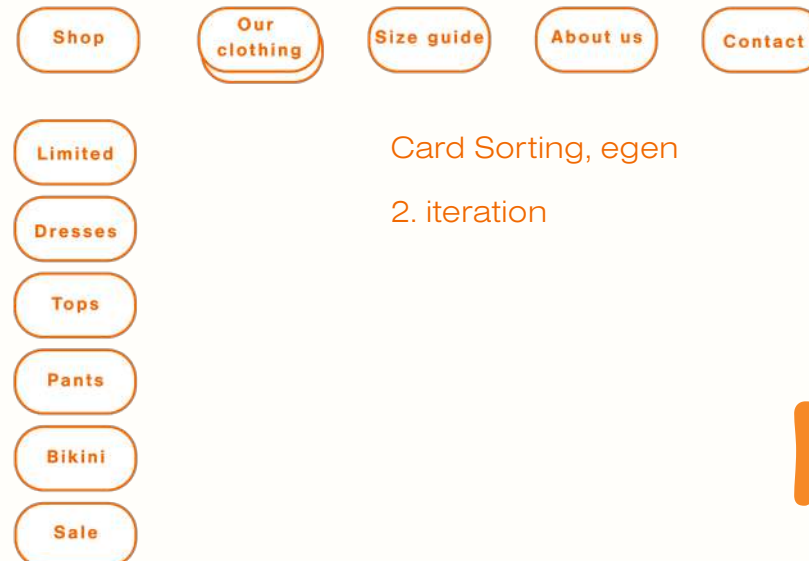 Shop
Our
clothing
Size guide
About us
Contact
Limited
Dresses
Tops
Pants
Bikini
Sale
Card Sorting, egen
2. iteration